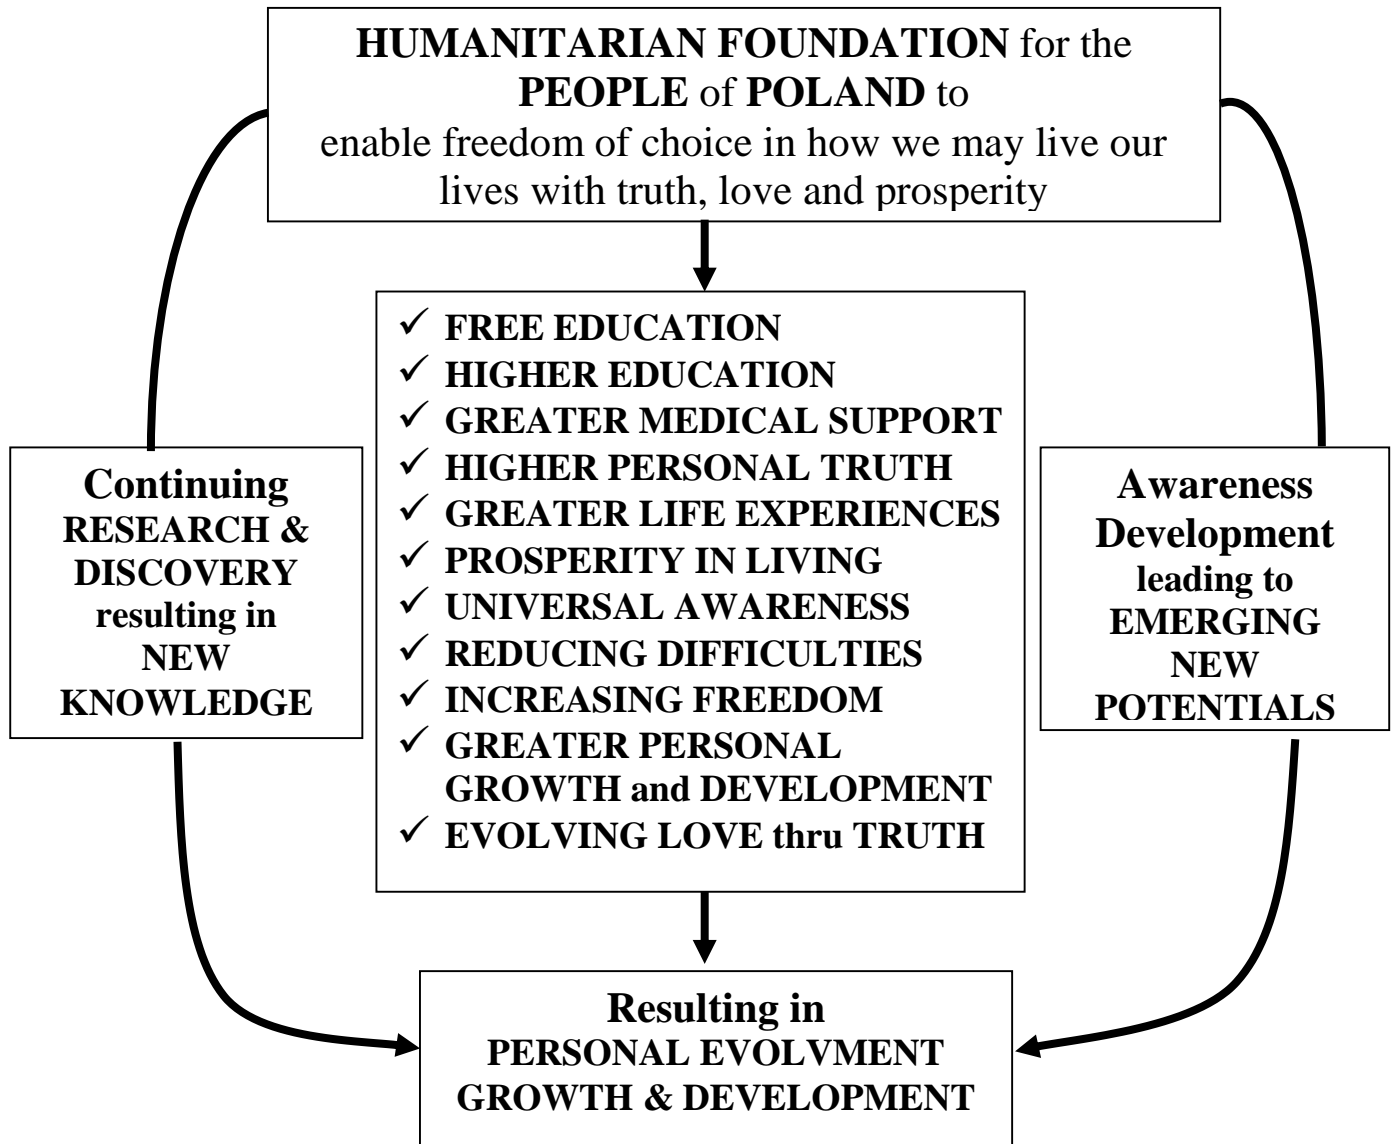 HUMANITARIAN FOUNDATION for the
PEOPLE of POLAND to
enable freedom of choice in how we may live our
lives with truth, love and prosperity
✓ FREE EDUCATION
✓ HIGHER EDUCATION
✓ GREATER MEDICAL SUPPORT
✓ HIGHER PERSONAL TRUTH
✓ GREATER LIFE EXPERIENCES
✓ PROSPERITY IN LIVING
✓ UNIVERSAL AWARENESS
✓ REDUCING DIFFICULTIES
✓ INCREASING FREEDOM
✓ GREATER PERSONAL
GROWTH and DEVELOPMENT
✓ EVOLVING LOVE thru TRUTH
Continuing
RESEARCH &
DISCOVERY
resulting in
NEW
KNOWLEDGE
Awareness
Development
leading to
EMERGING
NEW
POTENTIALS
Resulting in
PERSONAL EVOLVMENT
GROWTH & DEVELOPMENT